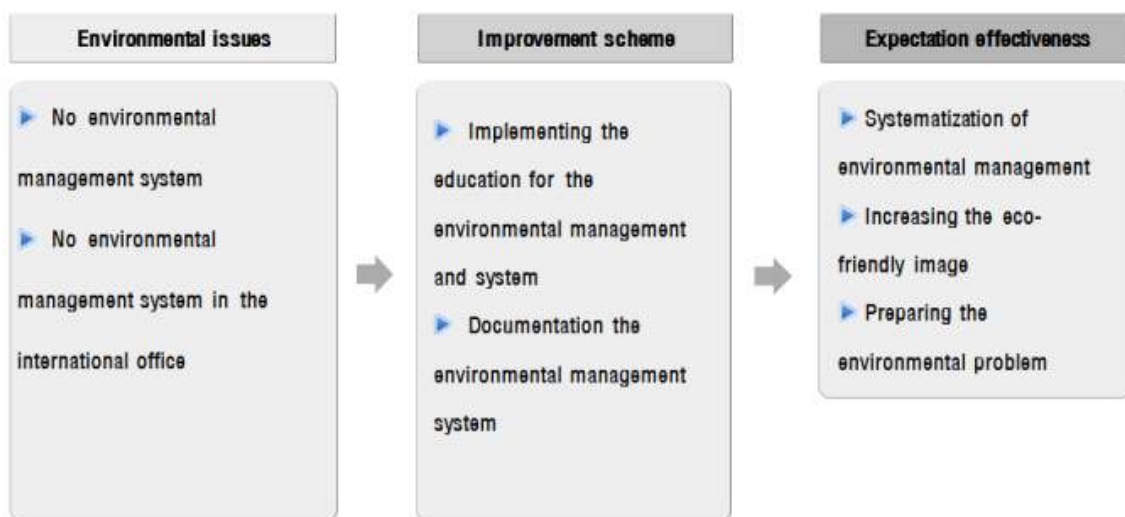 Environmental issues
No environmental
management system
No environmental
management system in the
international office
Improvement scheme
Implementing the
education for the
environmental management
and system
Documentation the
environmental management
system
Expectation effectiveness
Systematization of
environmental management
Increasing the eco-
friendly image
Preparing the
environmental problem